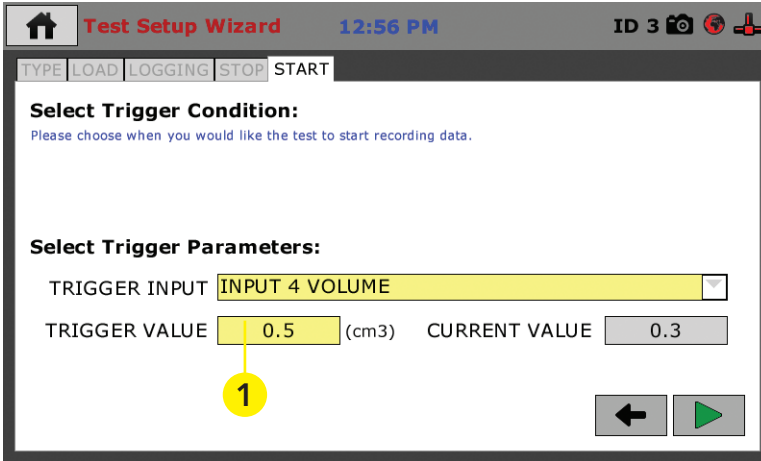 Test Setup Wizard 12:56 PM ID 3
TYPE LOAD LOGGING STOP START
Select Trigger Condition:
Please choose when you would like the test to start recording data.
Select Trigger Parameters:
TRIGGER INPUT INPUT 4 VOLUME
TRIGGER VALUE 0.5 (cm3) CURRENT VALUE 0.3
1